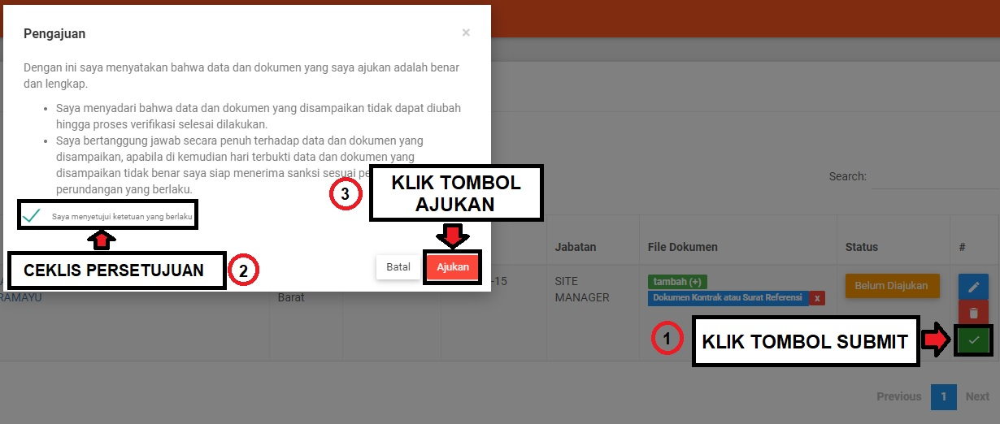 Pengajuan
×
Dengan ini saya menyatakan bahwa data dan dokumen yang saya ajukan adalah benar
dan lengkap.
• Saya menyadari bahwa data dan dokumen yang disampaikan tidak dapat diubah
hingga proses verifikasi selesai dilakukan.
• Saya bertanggung jawab secara penuh terhadap data dan dokumen yang
disampaikan, apabila di kemudian hari terbukti data dan dokumen yang
disampaikan tidak benar saya siap menerima sanksi sesuai
perundangan yang berlaku.
Saya menyetujui ketetuan yang berlaku
CEKLIS PERSETUJUAN
2
3
KLIK TOMBOL
AJUKAN
Batal
Ajukan
Search:
Jabatan
File Dokumen
Status
#
RAMAYU
Barat
-15
SITE
MANAGER
tambah (+)
Dokumen Kontrak atau Surat Referensi x
Belum Diajukan
1
KLIK TOMBOL SUBMIT
Previous 1 Next